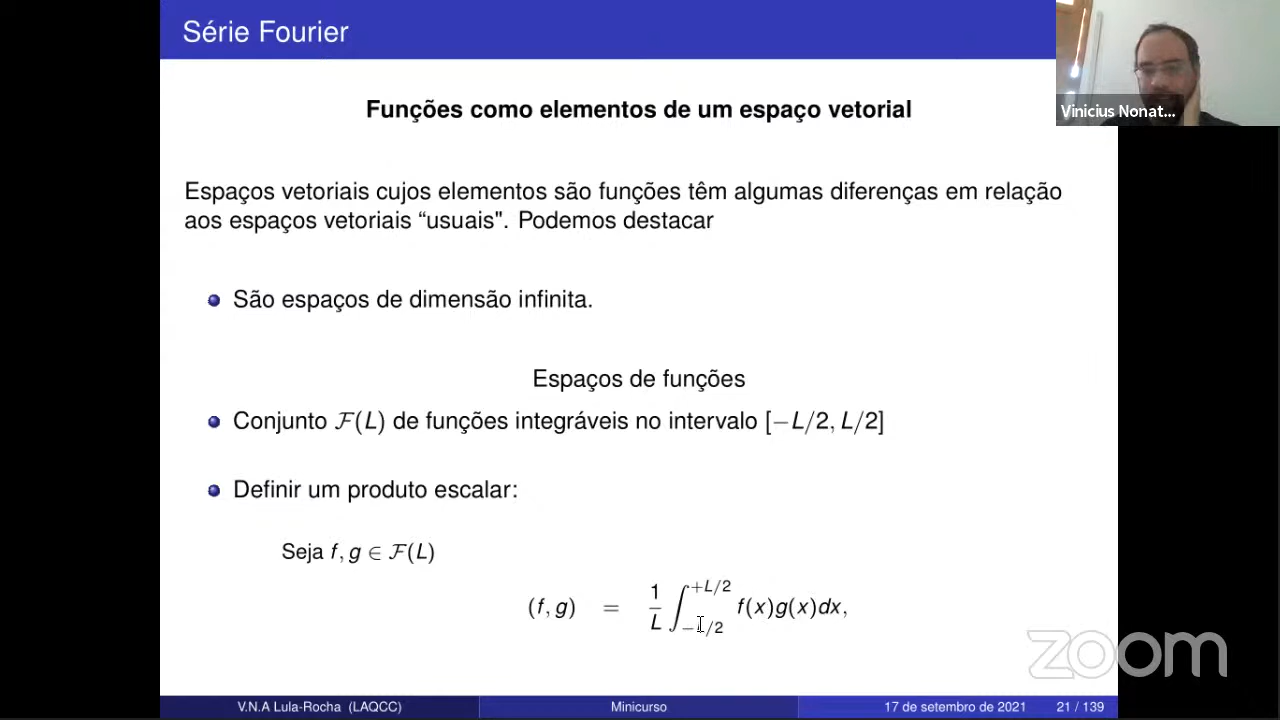 Série Fourier
Vinicius Nonat...
Funções como elementos de um espaço vetorial
Espaços vetoriais cujos elementos são funções têm algumas diferenças em relação
aos espaços vetoriais “usuais". Podemos destacar
São espaços de dimensão infinita.
Espaços de funções
Conjunto ℱ(L) de funções integráveis no intervalo [−L/2, L/2]
Definir um produto escalar:
Seja f, g ∈ ℱ(L)
(f, g) = 1/L ∫_{−L/2}^{+L/2} f(x)g(x)dx,
zoom
V.N.A Lula-Rocha (LAQCC) Minicurso 17 de setembro de 2021 21 / 139